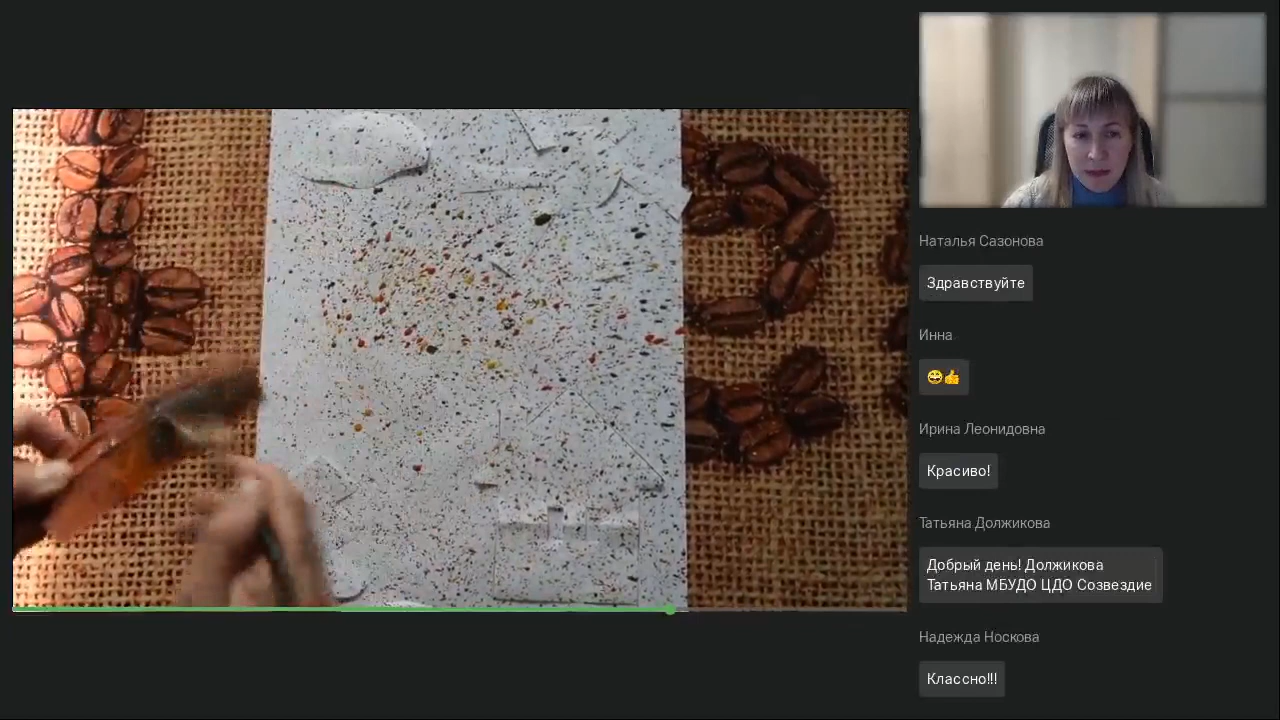 Наталья Сазонова
Здравствуйте
Инна
😂👍
Ирина Леонидовна
Красиво!
Татьяна Должикова
Добрый день! Должикова
Татьяна МБУДО ЦДО Созвездие
Надежда Носкова
Классно!!!